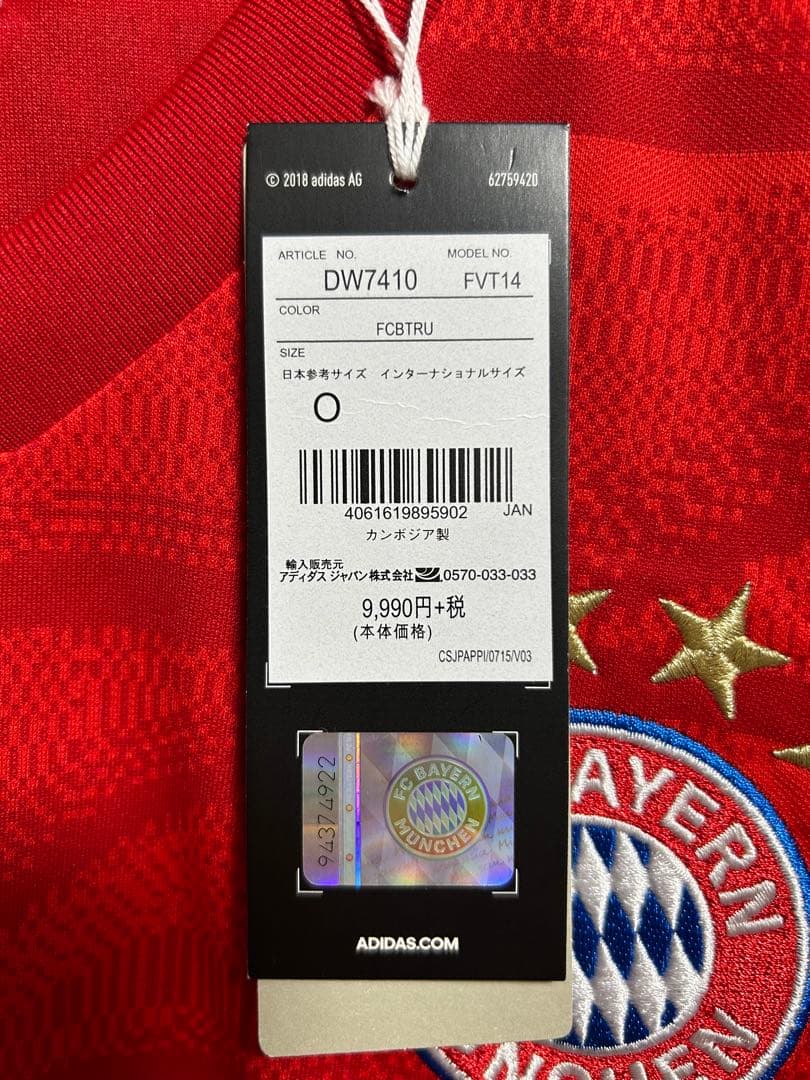 © 2018 adidas AG
62759420
ARTICLE NO.
MODEL NO.
DW7410
FVT14
COLOR
FCBTRU
SIZE
日本参考サイズ インターナショナルサイズ
O
4061619895902 JAN
カンボジア製
輸入販売元
アディダス ジャパン株式会社 0570-033-033
9,990円+税
(本体価格)
CSJPAPPI/0715/V03
94374922
FC BAYERN
MÜNCHEN
ADIDAS.COM
AYERN
NCHEN